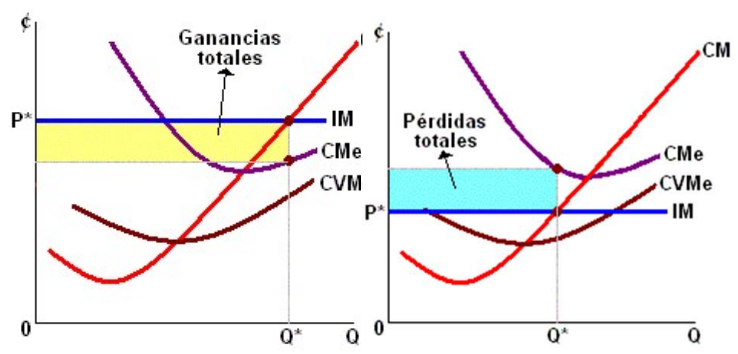 ¢
Ganancias
totales
P*
IM
CMe
CVM
0
Q*
Q
¢
CM
Pérdidas
totales
CMe
CVMe
P*
IM
0
Q*
Q